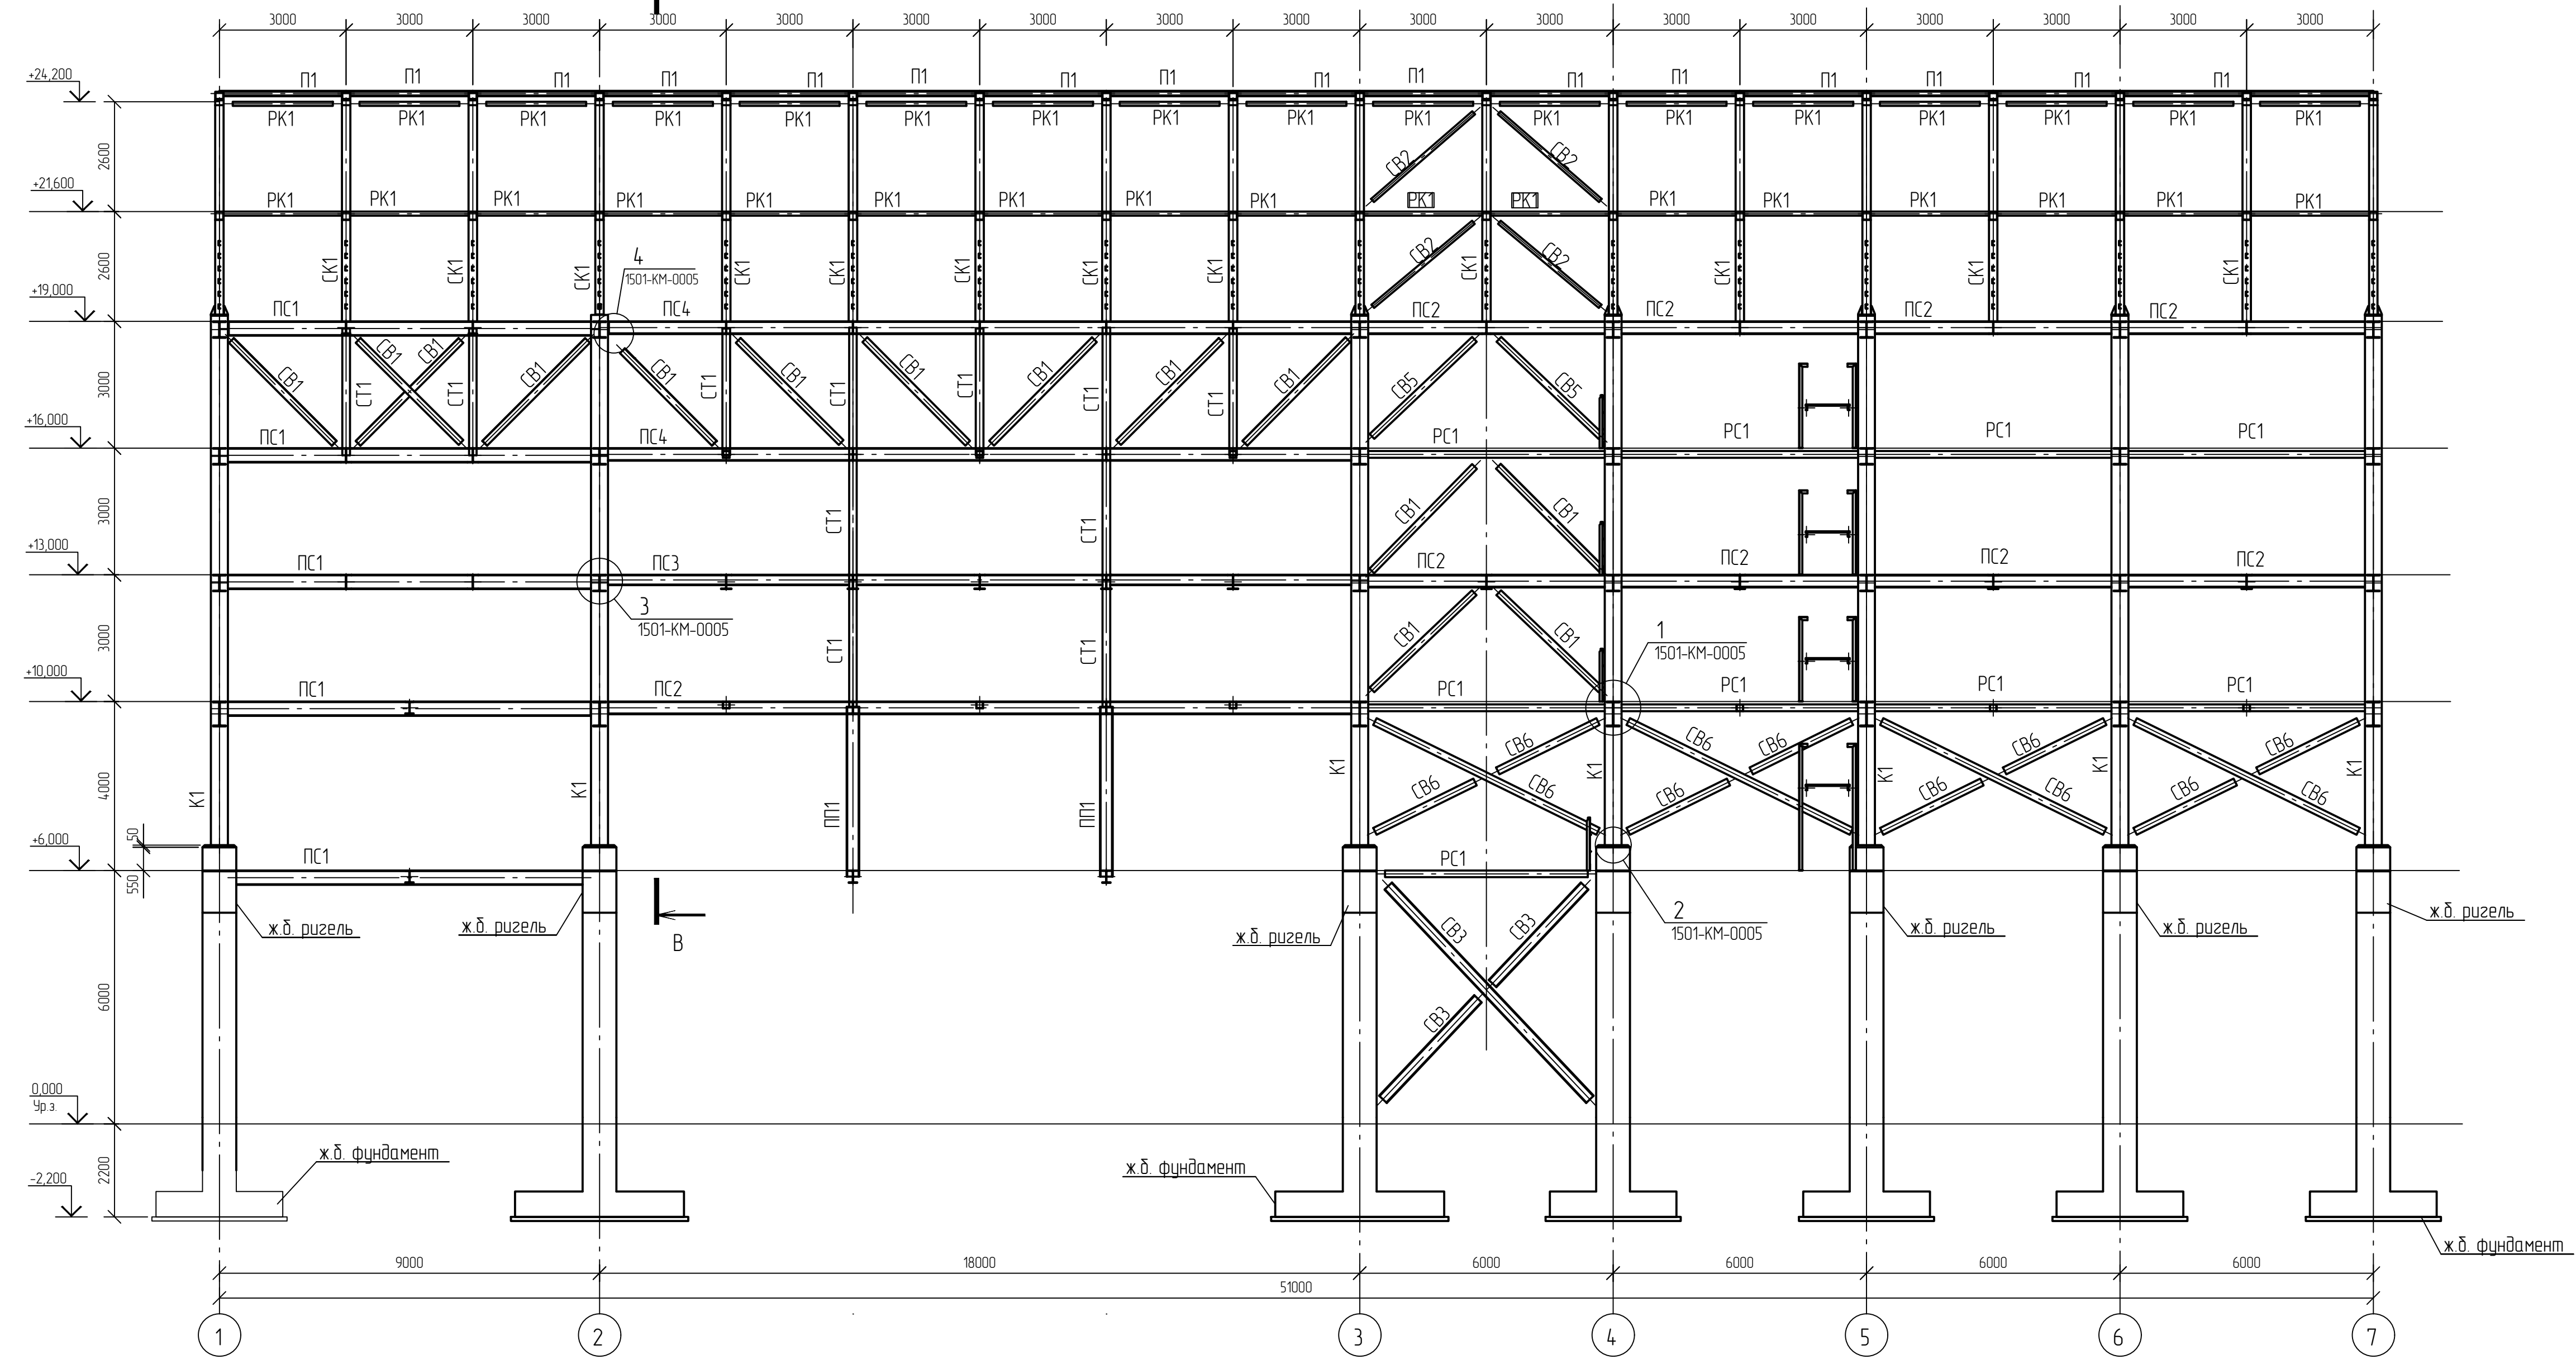 3000 3000 3000 3000 3000 3000 3000 3000 3000 3000 3000 3000 3000 3000 3000 3000 3000
+24,200
П1 П1 П1 П1 П1 П1 П1 П1 П1 П1 П1 П1 П1 П1 П1 П1
РК1 РК1 РК1 РК1 РК1 РК1 РК1 РК1 РК1 РК1 РК1 РК1 РК1 РК1 РК1 РК1 РК1
2600
СВ2 СВ2
+21,600
РК1 РК1 РК1 РК1 РК1 РК1 РК1 РК1 РК1 РК1 РК1 РК1 РК1 РК1 РК1 РК1 РК1
2600
СВ2 СВ2
4
1501-КМ-0005
СК1 СК1 СК1 СК1 СК1 СК1 СК1 СК1 СК1 СК1 СК1 СК1
+19,000
ПС1 ПС4 ПС2 ПС2 ПС2 ПС2
3000
СВ1 СВ1 СВ1 СВ1 СВ1 СВ1 СВ1 СВ1 СВ1 СВ1 СВ5 СВ5
СТ1 СТ1 СТ1 СТ1 СТ1 СТ1 СТ1
+16,000
ПС1 ПС4 РС1 РС1 РС1 РС1
3000
СТ1 СТ1 СВ1 СВ1
+13,000
ПС1 ПС3 ПС2 ПС2 ПС2 ПС2
3
1501-КМ-0005
3000
СТ1 СТ1 СВ1 СВ1
1
1501-КМ-0005
+10,000
ПС1 ПС2 РС1 РС1 РС1 РС1
4000
СВ6 СВ6 СВ6 СВ6 СВ6
К1 К1 К1 К1 К1 К1 К1
СВ6 СВ6 СВ6 СВ6 СВ6 СВ6 СВ6
ПП1 ПП1
50
+6,000
ПС1 РС1
550
2
1501-КМ-0005
ж.б. ригель ж.б. ригель ж.б. ригель ж.б. ригель ж.б. ригель ж.б. ригель
В
СВ3 СВ3
6000
СВ3
0,000
Ур.з.
2200
ж.б. фундамент
ж.б. фундамент
-2,200
ж.б. фундамент
9000 18000 6000 6000 6000 6000
51000
1 2 3 4 5 6 7